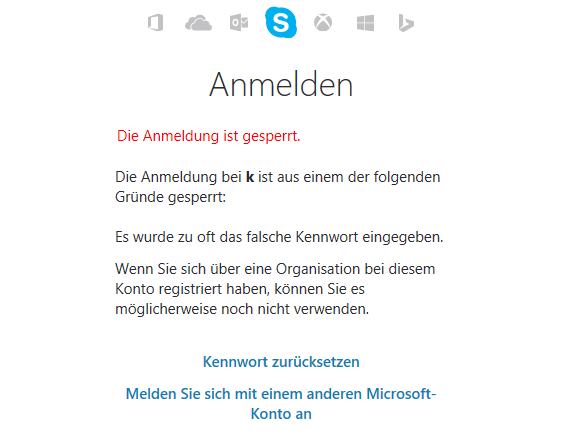 Anmelden
Die Anmeldung ist gesperrt.
Die Anmeldung bei k ist aus einem der folgenden
Gründe gesperrt:
Es wurde zu oft das falsche Kennwort eingegeben.
Wenn Sie sich über eine Organisation bei diesem
Konto registriert haben, können Sie es
möglicherweise noch nicht verwenden.
Kennwort zurücksetzen
Melden Sie sich mit einem anderen Microsoft-
Konto an